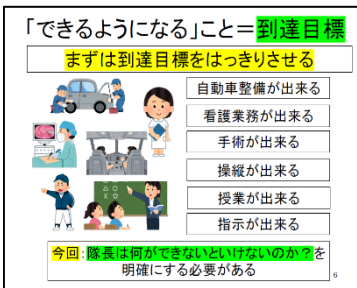 「できるようになる」こと＝到達目標
まずは到達目標をはっきりさせる
自動車整備が出来る
看護業務が出来る
手術が出来る
操縦が出来る
授業が出来る
指示が出来る
今回：隊長は何ができないといけないのか？を
明確にする必要がある
6